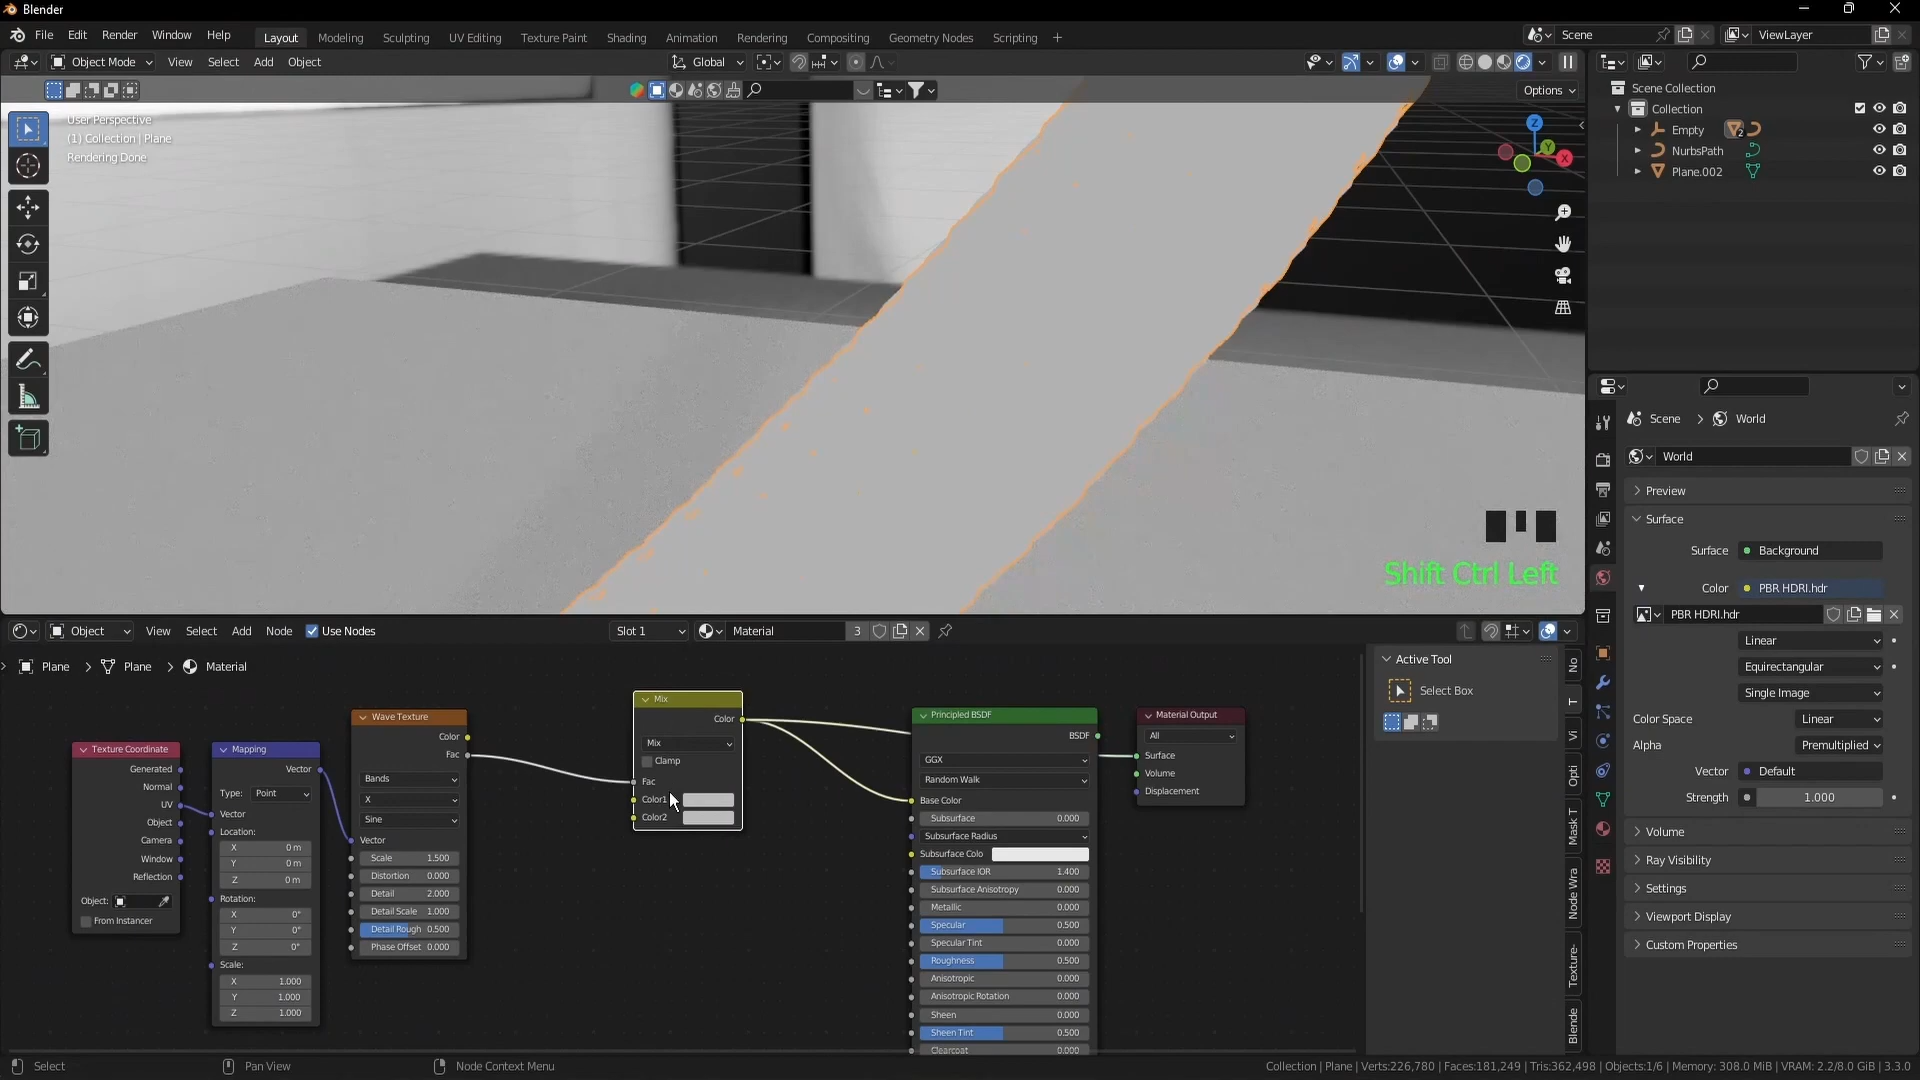 Blender
File Edit Render Window Help
Layout Modeling Sculpting UV Editing Texture Paint Shading Animation Rendering Compositing Geometry Nodes Scripting +
Scene
ViewLayer
Object Mode View Select Add Object
Global
Options
User Perspective
(1) Collection | Plane
Rendering Done
Z
Y
X
Shift Ctrl Left
Scene Collection
Collection
Empty 2
NurbsPath
Plane.002
Scene > World
World
Preview
Surface
Surface Background
Color PBR HDRI.hdr
PBR HDRI.hdr
Linear
Equirectangular
Single Image
Color Space Linear
Alpha Premultiplied
Vector Default
Strength 1.000
Volume
Ray Visibility
Settings
Viewport Display
Custom Properties
Object View Select Add Node Use Nodes
Slot 1
Material 3
Plane > Plane > Material
Texture Coordinate
Generated
Normal
UV
Object
Camera
Window
Reflection
Object:
From Instancer
Mapping
Vector
Type: Point
Vector
Location:
X 0 m
Y 0 m
Z 0 m
Rotation:
X 0°
Y 0°
Z 0°
Scale:
X 1.000
Y 1.000
Z 1.000
Wave Texture
Color
Fac
Bands
X
Sine
Vector
Scale 1.500
Distortion 0.000
Detail 2.000
Detail Scale 1.000
Detail Rough 0.500
Phase Offset 0.000
Mix
Color
Mix
Clamp
Fac
Color1
Color2
Principled BSDF
BSDF
GGX
Random Walk
Base Color
Subsurface 0.000
Subsurface Radius
Subsurface Colo
Subsurface IOR 1.400
Subsurface Anisotropy 0.000
Metallic 0.000
Specular 0.500
Specular Tint 0.000
Roughness 0.500
Anisotropic 0.000
Anisotropic Rotation 0.000
Sheen 0.000
Sheen Tint 0.500
Clearcoat 0.000
Material Output
All
Surface
Volume
Displacement
Active Tool
Select Box
No
T
Vi
Opti
Mask T
Node Wra
Texture-
Blende
Select
Pan View
Node Context Menu
Collection | Plane | Verts:226,780 | Faces:181,249 | Tris:362,498 | Objects:1/6 | Memory: 308.0 MiB | VRAM: 2.2/8.0 GiB | 3.3.0